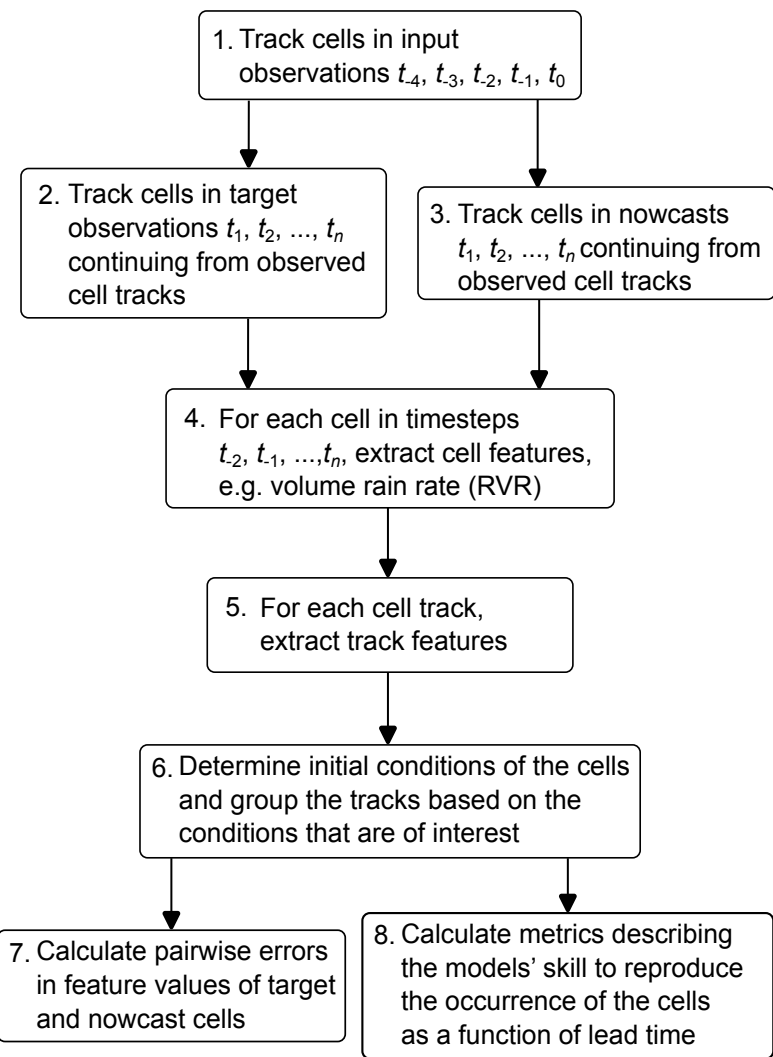 1. Track cells in input
observations t-4, t-3, t-2, t-1, t0
2. Track cells in target
observations t1, t2, ..., tn
continuing from observed
cell tracks
3. Track cells in nowcasts
t1, t2, ..., tn continuing from
observed cell tracks
4. For each cell in timesteps
t-2, t-1, ...,tn, extract cell features,
e.g. volume rain rate (RVR)
5. For each cell track,
extract track features
6. Determine initial conditions of the cells
and group the tracks based on the
conditions that are of interest
7. Calculate pairwise errors
in feature values of target
and nowcast cells
8. Calculate metrics describing
the models’ skill to reproduce
the occurrence of the cells
as a function of lead time